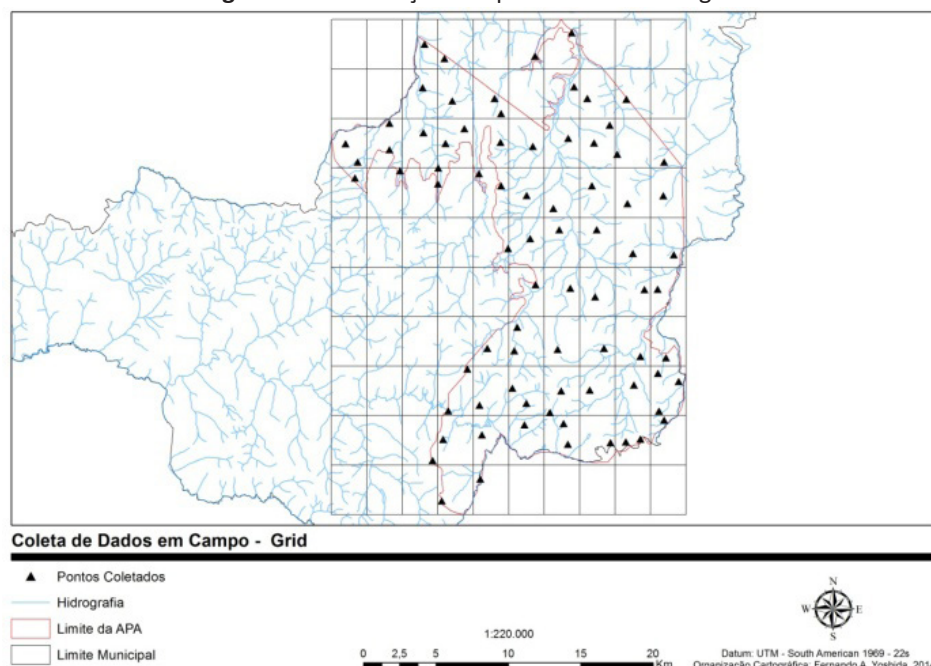 Coleta de Dados em Campo - Grid
Pontos Coletados
Hidrografia
Limite da APA
Limite Municipal
1:220.000
0 2,5 5 10 15 20
Km
N
W E
S
Datum: UTM - South American 1969 - 22s
Organização Cartográfica: Fernando A. Yoshida,